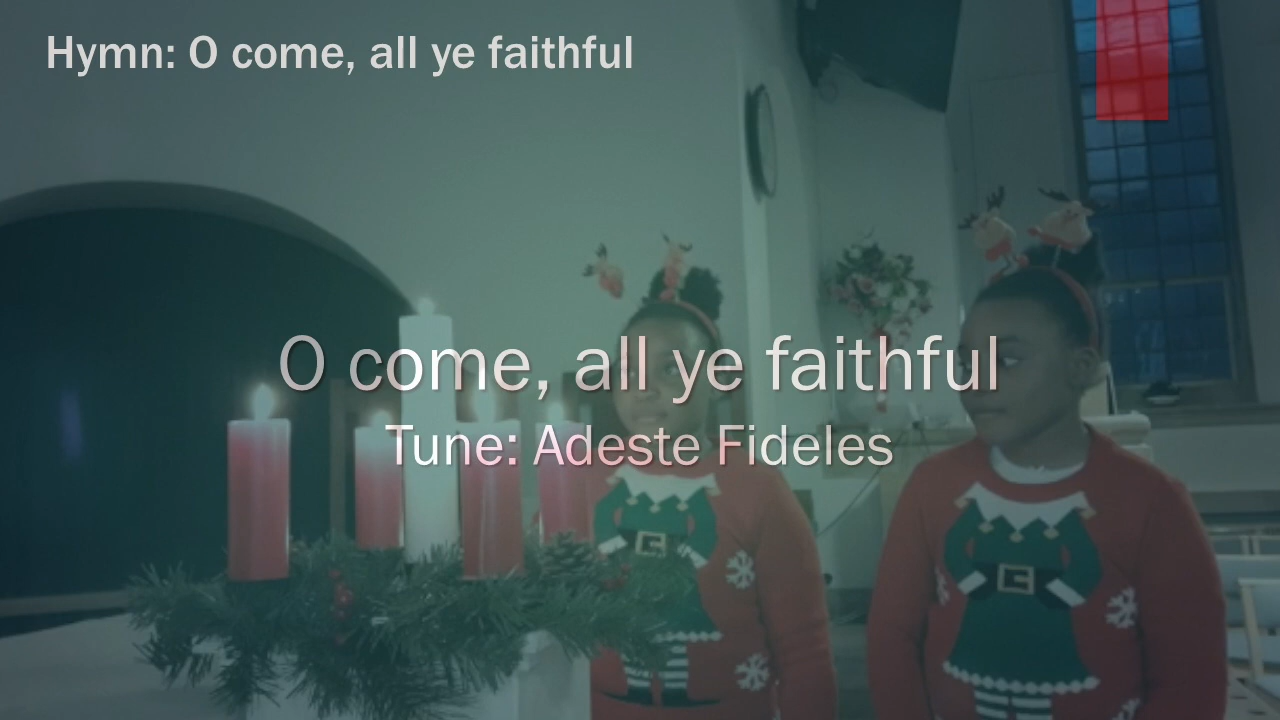 Hymn: O come, all ye faithful
O come, all ye faithful
Tune: Adeste Fideles